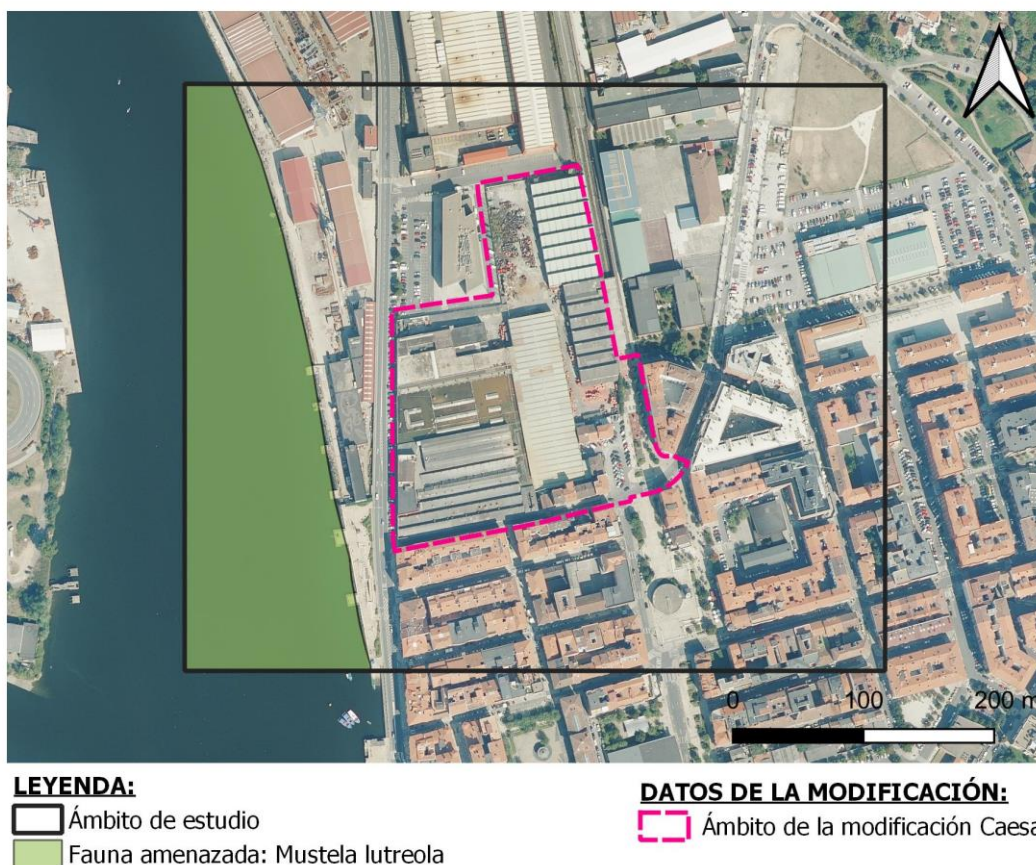 0 100 200 m
LEYENDA:
Ámbito de estudio
Fauna amenazada: Mustela lutreola
DATOS DE LA MODIFICACIÓN:
Ámbito de la modificación Caesa